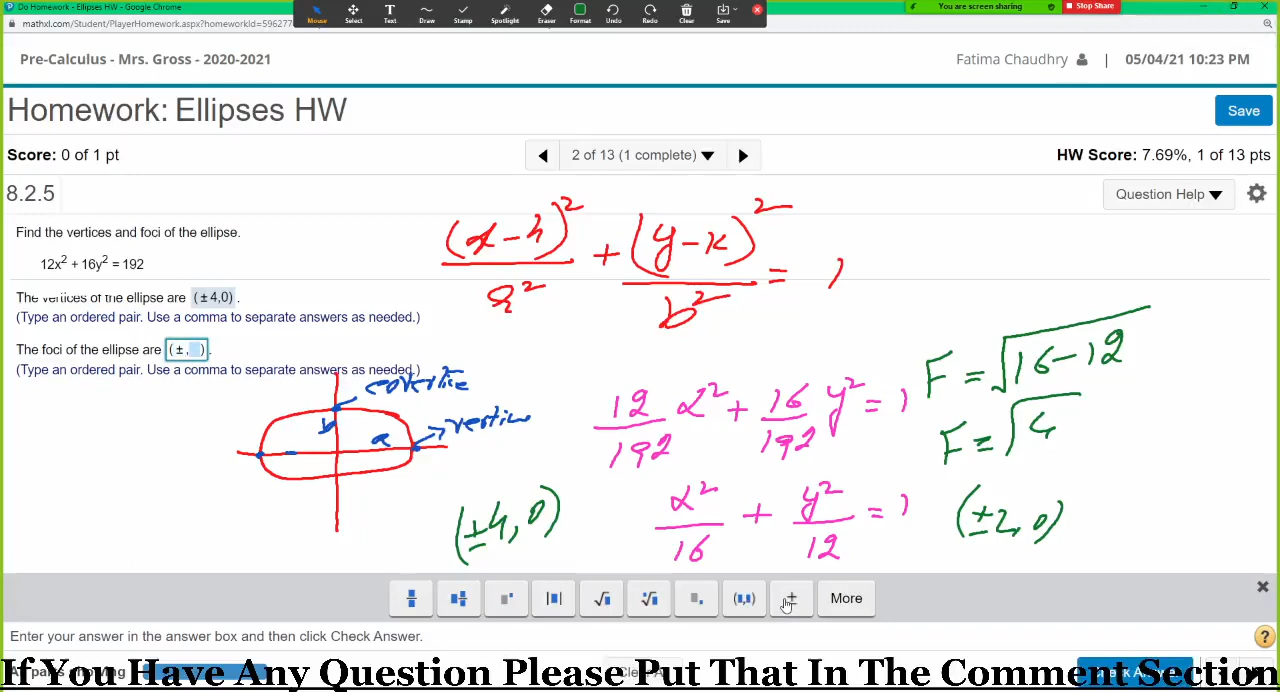 Do Homework - Ellipses HW - Google Chrome
mathxl.com/Student/PlayerHomework.aspx?homeworkId=596277
Mouse Select Text Draw Stamp Spotlight Eraser Format Undo Redo Clear Save
You are screen sharing Stop Share
Pre-Calculus - Mrs. Gross - 2020-2021
Fatima Chaudhry | 05/04/21 10:23 PM
Homework: Ellipses HW
Save
Score: 0 of 1 pt
2 of 13 (1 complete)
HW Score: 7.69%, 1 of 13 pts
8.2.5
Question Help
Find the vertices and foci of the ellipse.
12x² + 16y² = 192
The vertices of the ellipse are (±4,0).
(Type an ordered pair. Use a comma to separate answers as needed.)
The foci of the ellipse are (±, ).
(Type an ordered pair. Use a comma to separate answers as needed.)
(x-h)²/a² + (y-k)²/b² = 1
covertice
b
a
vertice
12/192 x² + 16/192 y² = 1
F = √16-12
F = √4
(±4,0)
x²/16 + y²/12 = 1
(±2,0)
More
Enter your answer in the answer box and then click Check Answer.
If You Have Any Question Please Put That In The Comment Section